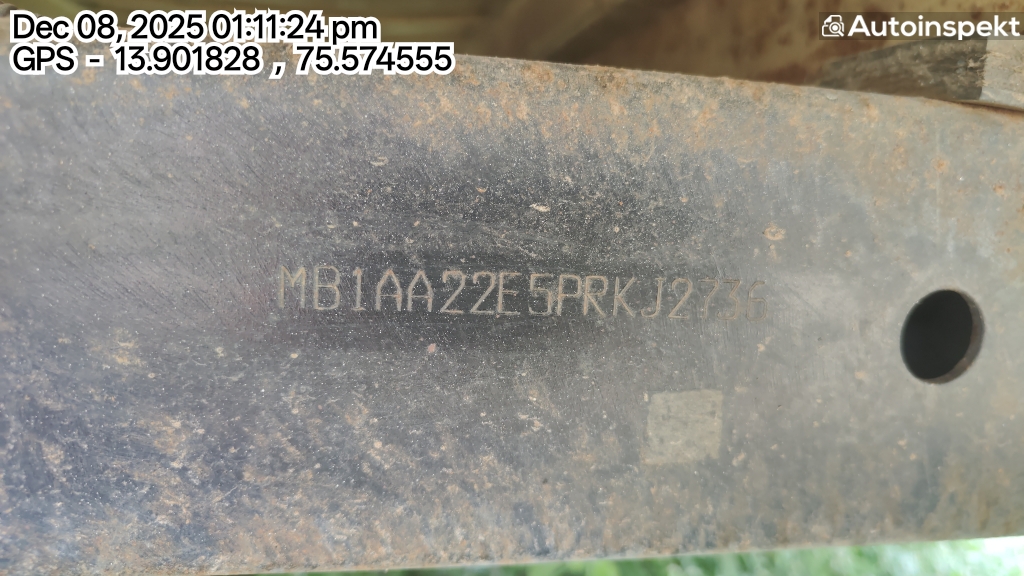 Dec 08, 2025 01:11:24 pm
GPS - 13.901828 , 75.574555
Autoinspekt
MB1AA22E5PRKJ2736